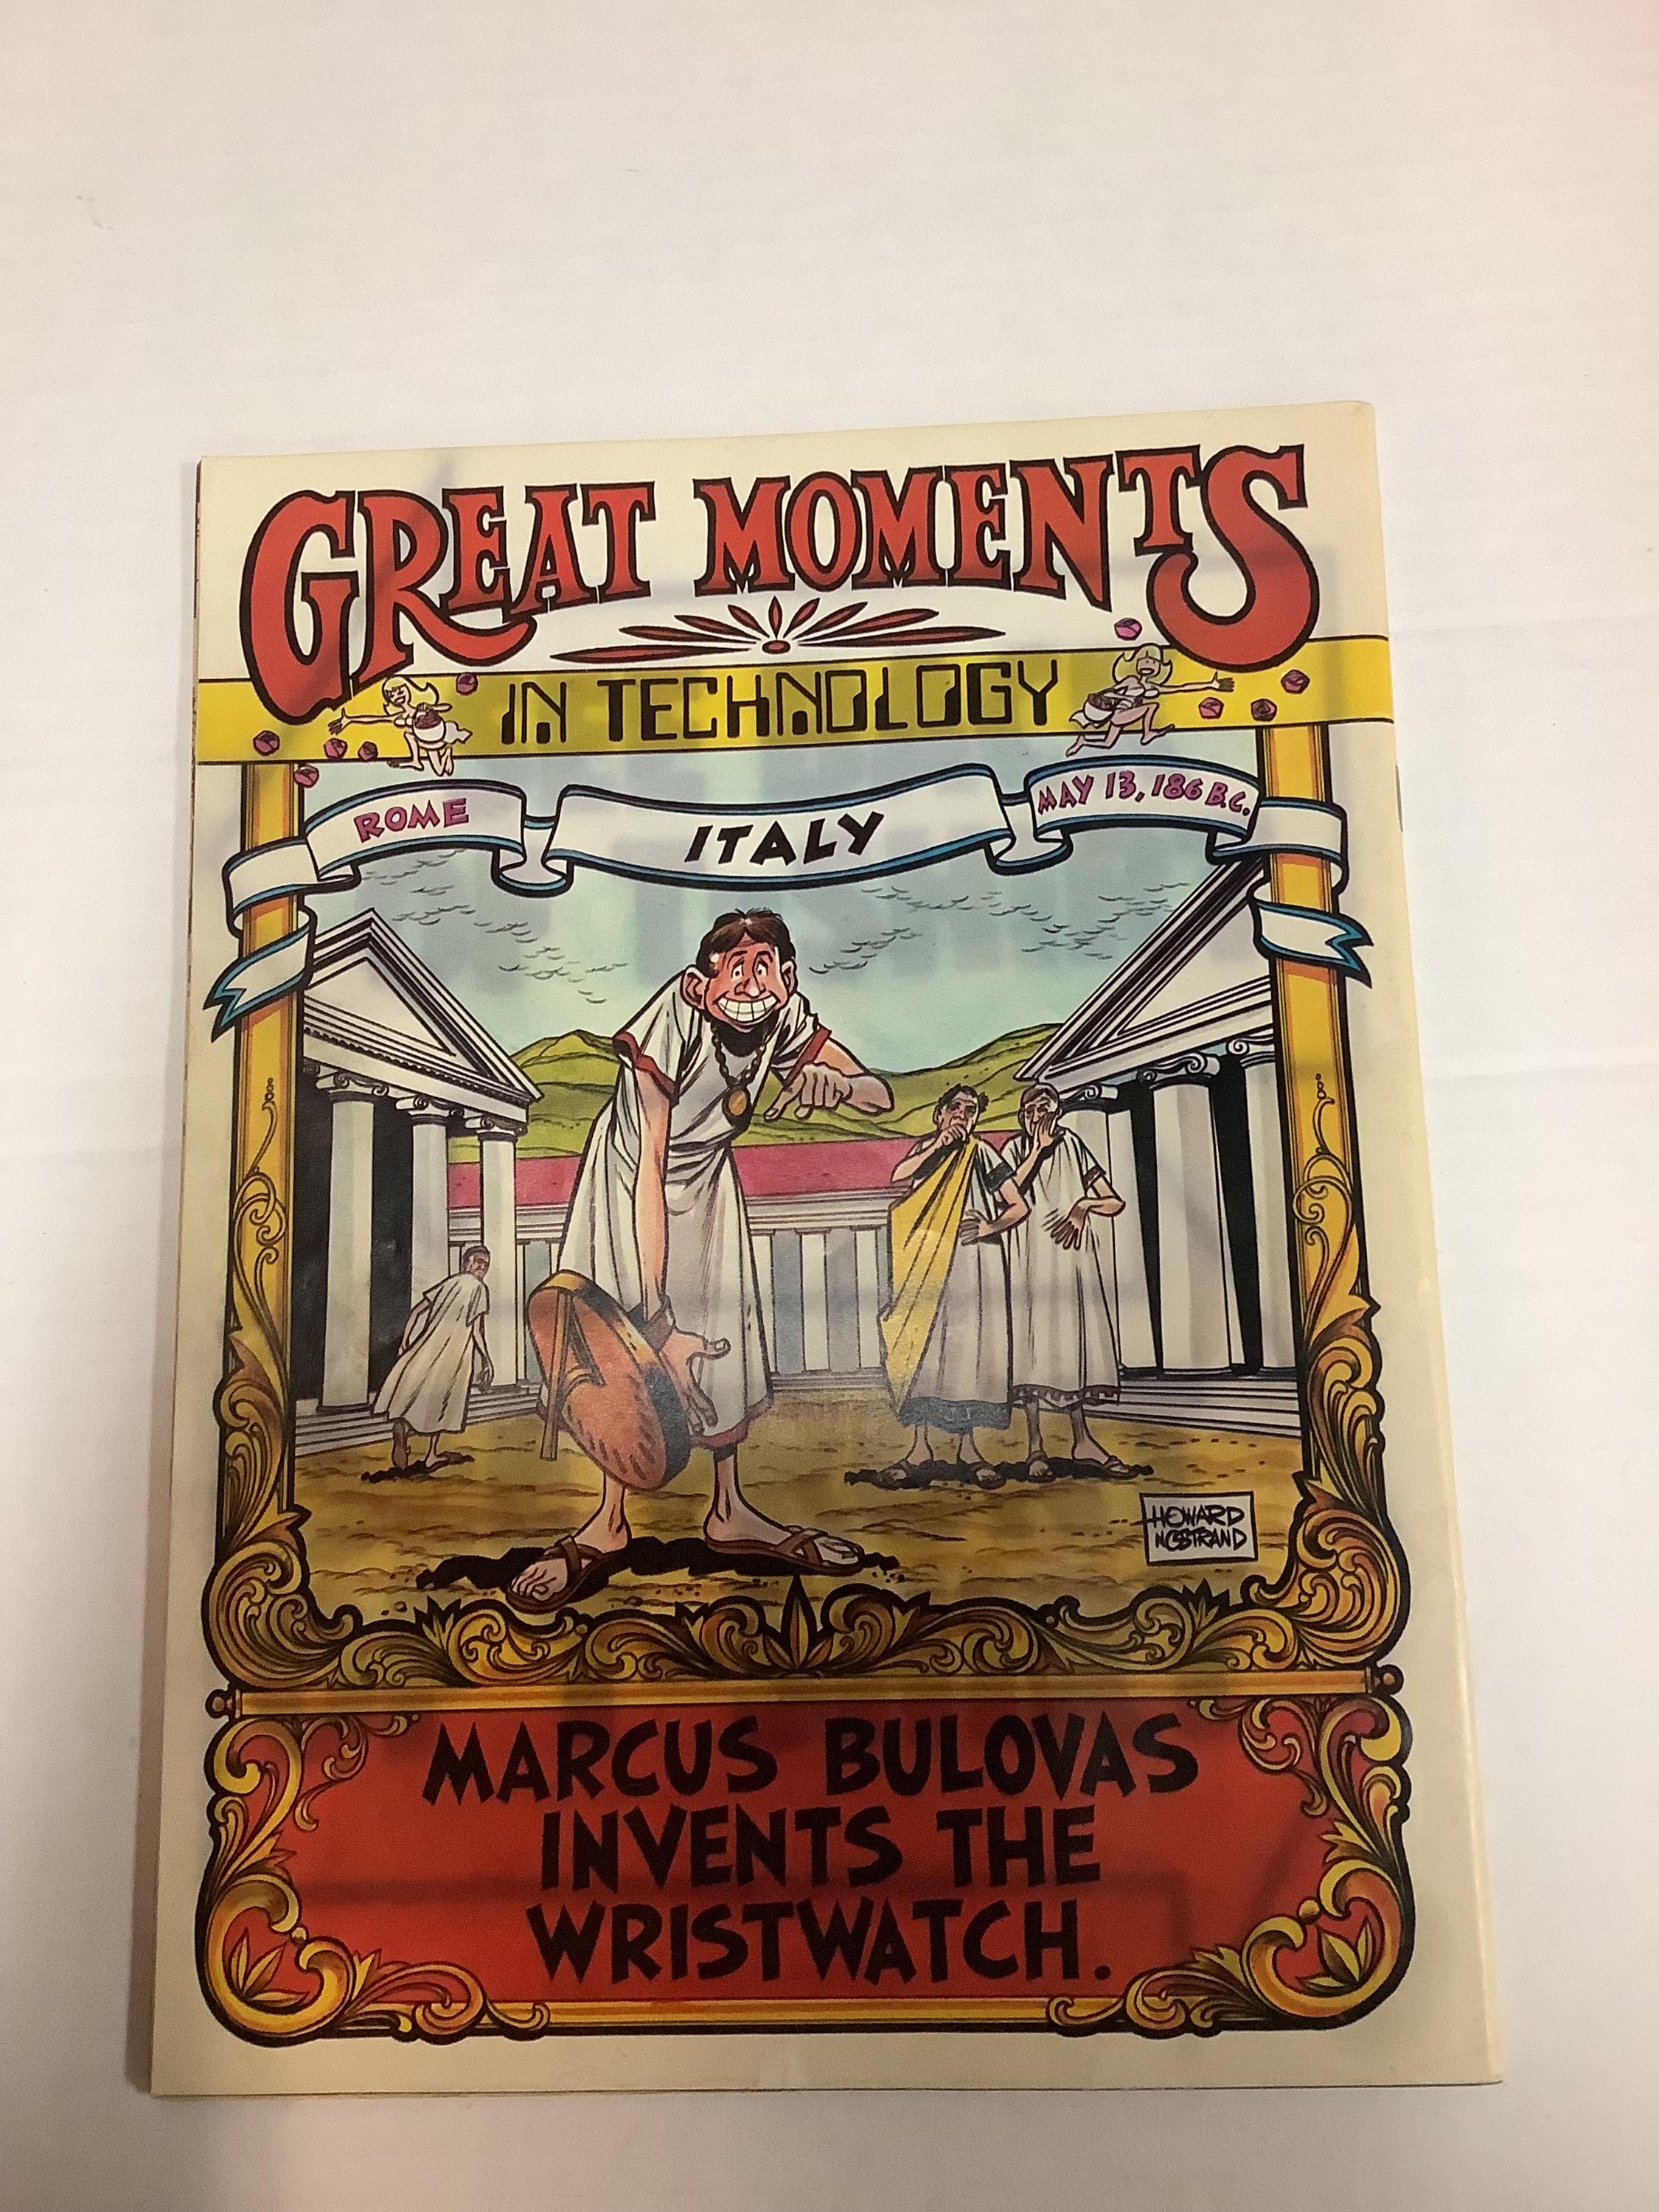 GREAT MOMENTS
IN TECHNOLOGY
ROME
ITALY
MAY 13, 186 B.C.
HOWARD
NOSTRAND
MARCUS BULOVAS
INVENTS THE
WRISTWATCH.